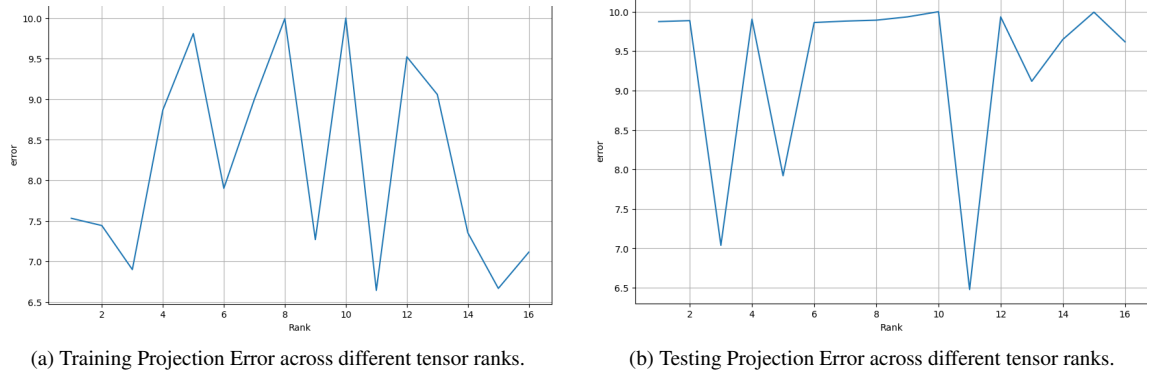 10.0
9.5
9.0
8.5
8.0
7.5
7.0
6.5
error
2 4 6 8 10 12 14 16
Rank
(a) Training Projection Error across different tensor ranks.
10.0
9.5
9.0
8.5
8.0
7.5
7.0
6.5
error
2 4 6 8 10 12 14 16
Rank
(b) Testing Projection Error across different tensor ranks.